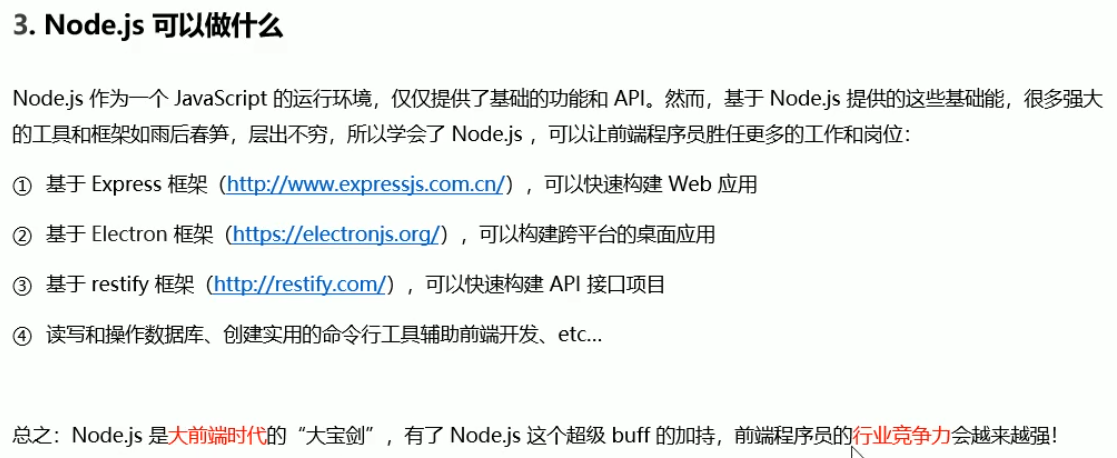 3. Node.js 可以做什么
Node.js 作为一个 JavaScript 的运行环境，仅仅提供了基础的功能和 API。然而，基于 Node.js 提供的这些基础能，很多强大
的工具和框架如雨后春笋，层出不穷，所以学会了 Node.js ，可以让前端程序员胜任更多的工作和岗位：
① 基于 Express 框架（http://www.expressjs.com.cn/），可以快速构建 Web 应用
② 基于 Electron 框架（https://electronjs.org/），可以构建跨平台的桌面应用
③ 基于 restify 框架（http://restify.com/），可以快速构建 API 接口项目
④ 读写和操作数据库、创建实用的命令行工具辅助前端开发、etc…
总之：Node.js 是大前端时代的“大宝剑”，有了 Node.js 这个超级 buff 的加持，前端程序员的行业竞争力会越来越强！